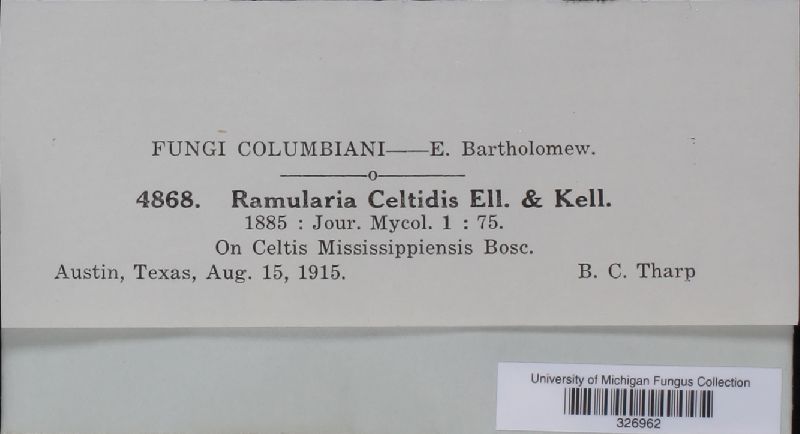 FUNGI COLUMBIANI——E. Bartholomew.
o
4868. Ramularia Celtidis Ell. & Kell.
1885 : Jour. Mycol. 1 : 75.
On Celtis Mississippiensis Bosc.
Austin, Texas, Aug. 15, 1915. B. C. Tharp
University of Michigan Fungus Collection
326962